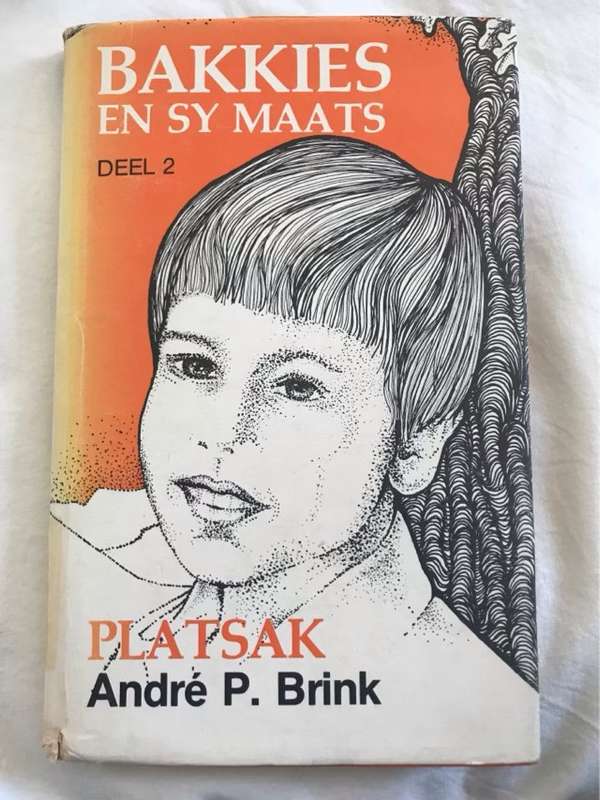 BAKKIES
EN SY MAATS
DEEL 2
PLATSAK
André P. Brink